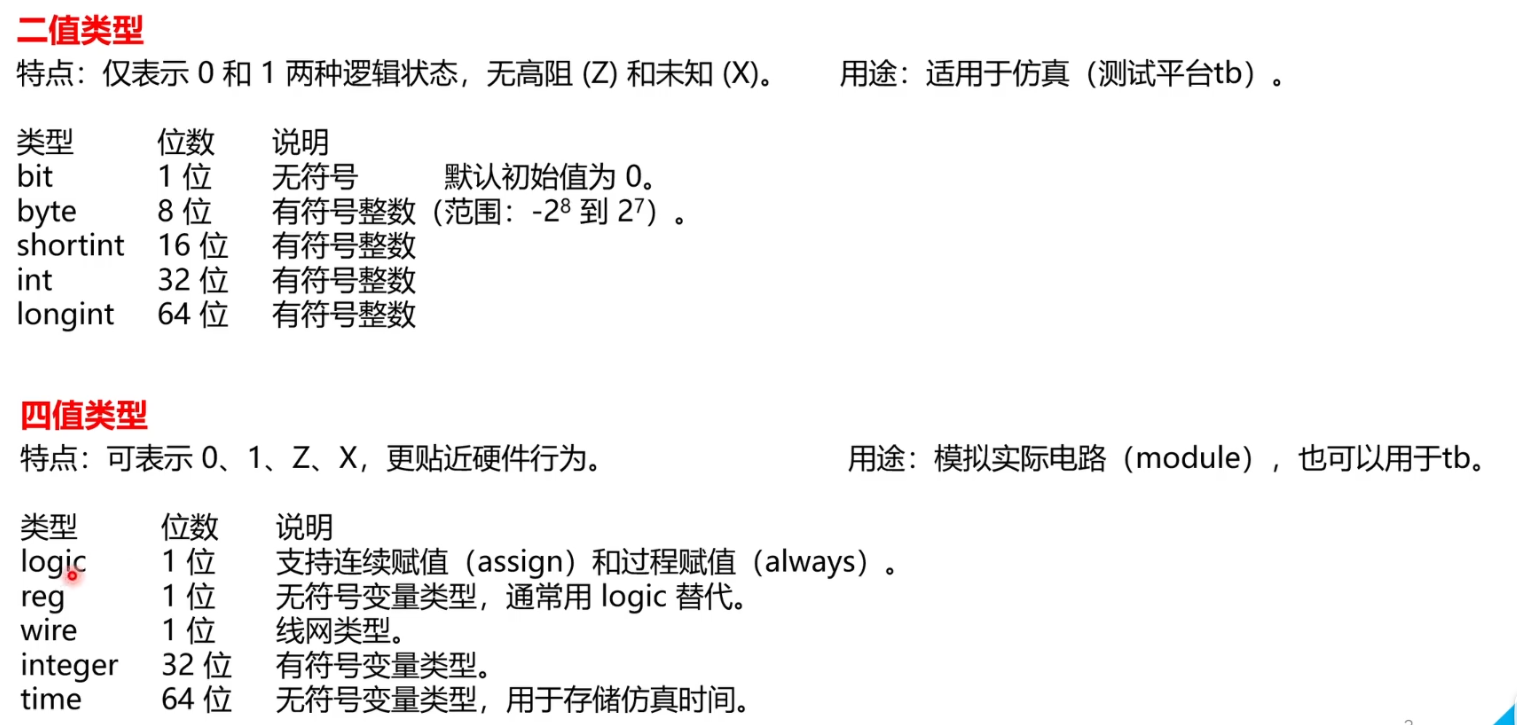 二值类型
特点：仅表示 0 和 1 两种逻辑状态，无高阻 (Z) 和未知 (X)。 用途：适用于仿真（测试平台tb）。
类型 位数 说明
bit 1 位 无符号 默认初始值为 0。
byte 8 位 有符号整数（范围：-2⁸ 到 2⁷）。
shortint 16 位 有符号整数
int 32 位 有符号整数
longint 64 位 有符号整数
四值类型
特点：可表示 0、1、Z、X，更贴近硬件行为。 用途：模拟实际电路（module），也可以用于tb。
类型 位数 说明
logic 1 位 支持连续赋值（assign）和过程赋值（always）。
reg 1 位 无符号变量类型，通常用 logic 替代。
wire 1 位 线网类型。
integer 32 位 有符号变量类型。
time 64 位 无符号变量类型，用于存储仿真时间。